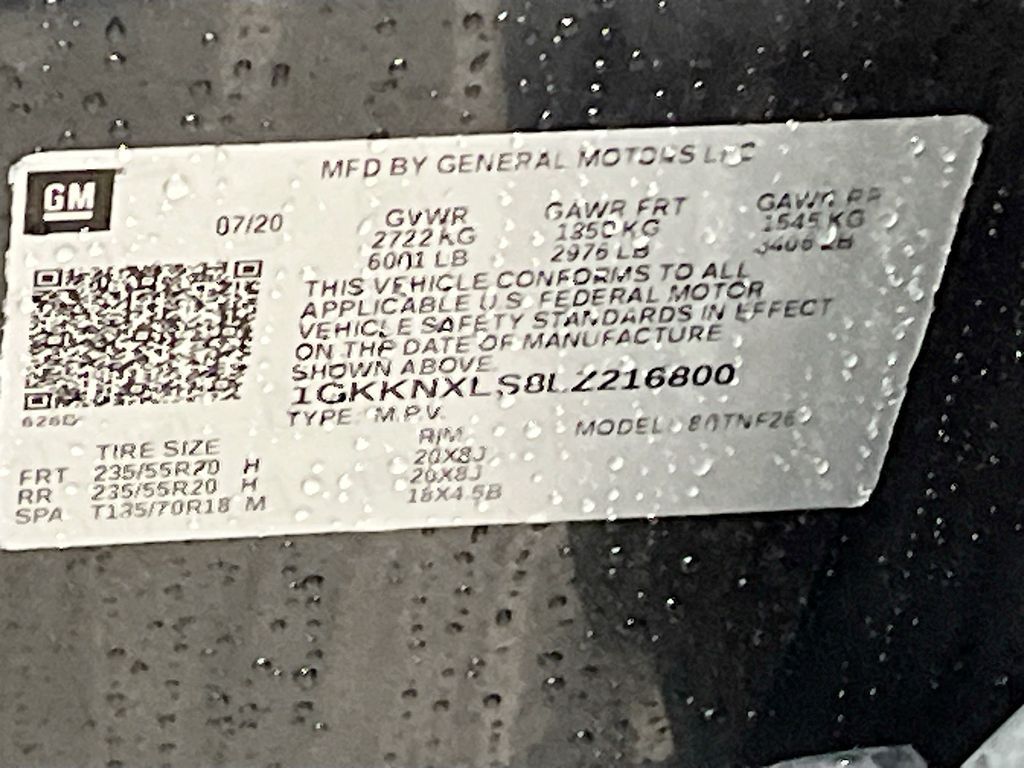 MFD BY GENERAL MOTORS LLC
GM
07/20
GVWR GAWR FRT GAWR RR
2722 KG 1350 KG 1545 KG
6001 LB 2976 LB 3406 LB
THIS VEHICLE CONFORMS TO ALL
APPLICABLE U.S. FEDERAL MOTOR
VEHICLE SAFETY STANDARDS IN EFFECT
ON THE DATE OF MANUFACTURE
SHOWN ABOVE.
1GKKNXLS8LZ216800
TYPE: M.P.V. MODEL:
TIRE SIZE RIM
FRT 235/55R20 H 20X8J
RR 235/55R20 H 20X8J
SPA T135/70R18 M 18X4.5B